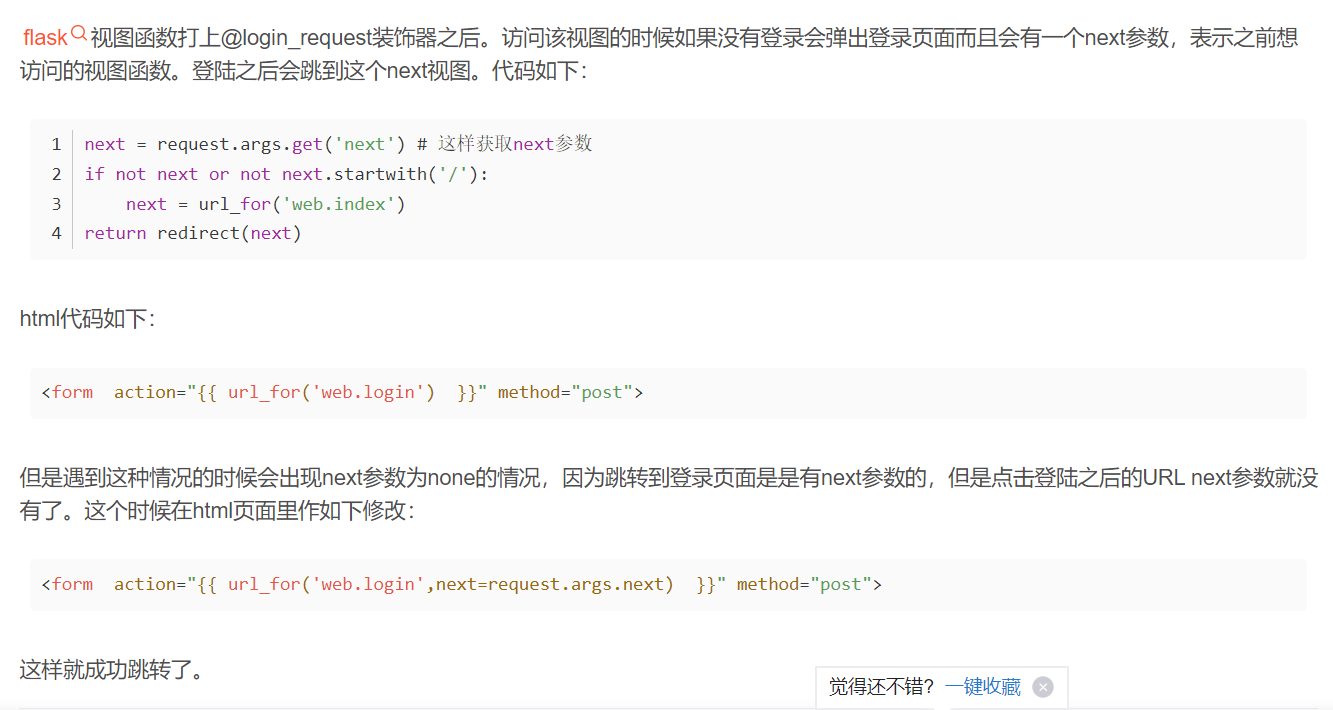 flask视图函数打上@login_request装饰器之后。访问该视图的时候如果没有登录会弹出登录页面而且会有一个next参数，表示之前想
访问的视图函数。登陆之后会跳到这个next视图。代码如下：
1 next = request.args.get('next') # 这样获取next参数
2 if not next or not next.startwith('/'):
3     next = url_for('web.index')
4 return redirect(next)
html代码如下：
<form  action="{{ url_for('web.login')  }}" method="post">
但是遇到这种情况的时候会出现next参数为none的情况，因为跳转到登录页面是是有next参数的，但是点击登陆之后的URL next参数就没
有了。这个时候在html页面里作如下修改：
<form  action="{{ url_for('web.login',next=request.args.next)  }}" method="post">
这样就成功跳转了。
觉得还不错？ 一键收藏